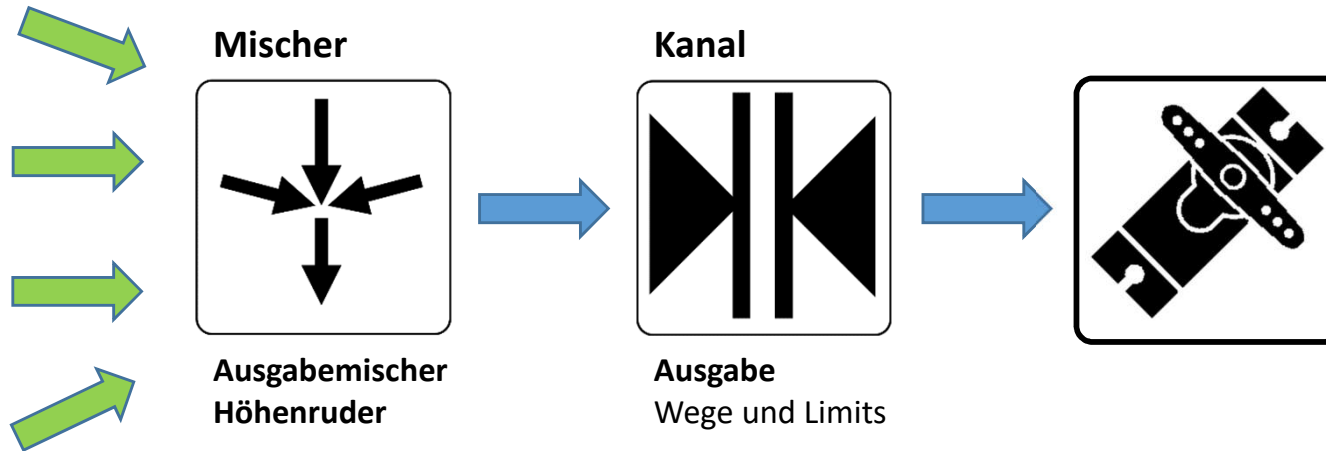 Mischer
Kanal
Ausgabemischer
Höhenruder
Ausgabe
Wege und Limits